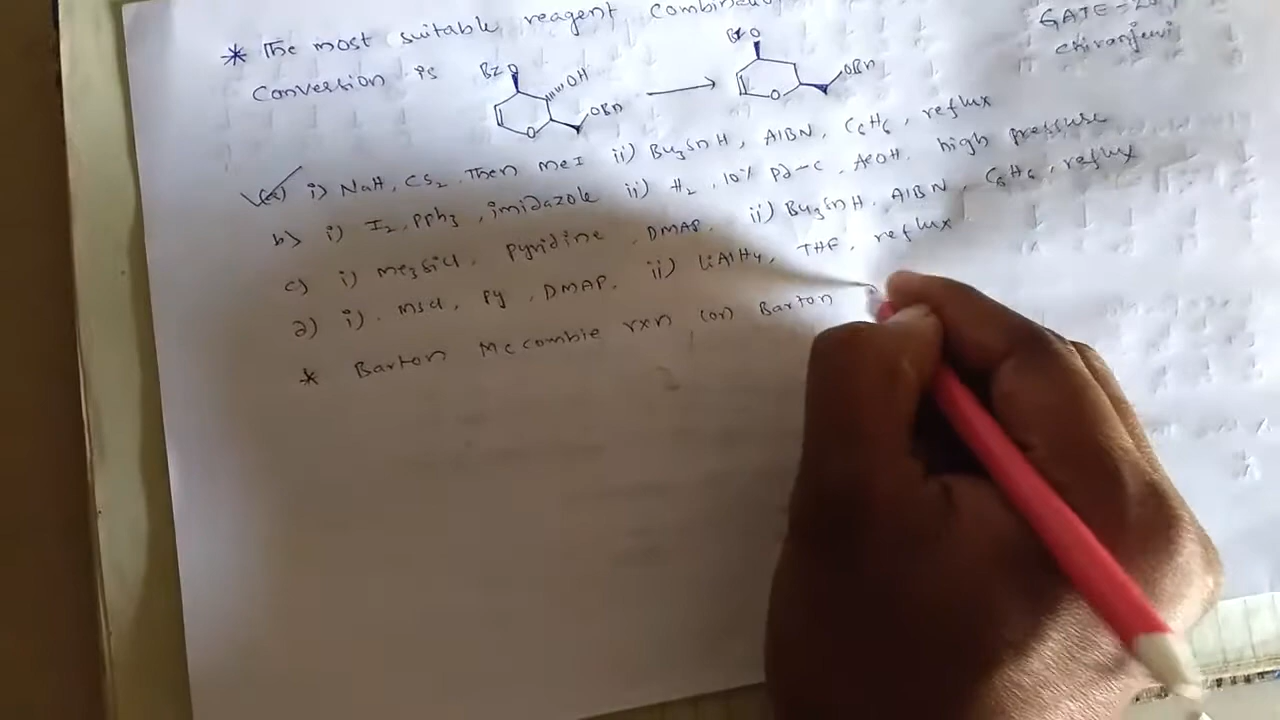 * The most suitable reagent
GATE-20
Conversion is
chiranjeevi
BzO
OH
OBn
O
BzO
OBn
O
(a) i) NaH, CS2. Then MeI ii) Bu3SnH, AIBN, C6H6, reflux
b) i) I2, PPh3, imidazole ii) H2, 10% Pd-C, AcOH. high pressure
c) i) Me3SiCl, Pyridine, DMAP. ii) Bu3SnH. AIBN, C6H6, reflux
d) i). MsCl, Py, DMAP. ii) LiAlH4, THF, reflux
* Barton Mccombie rxn (or) Barton